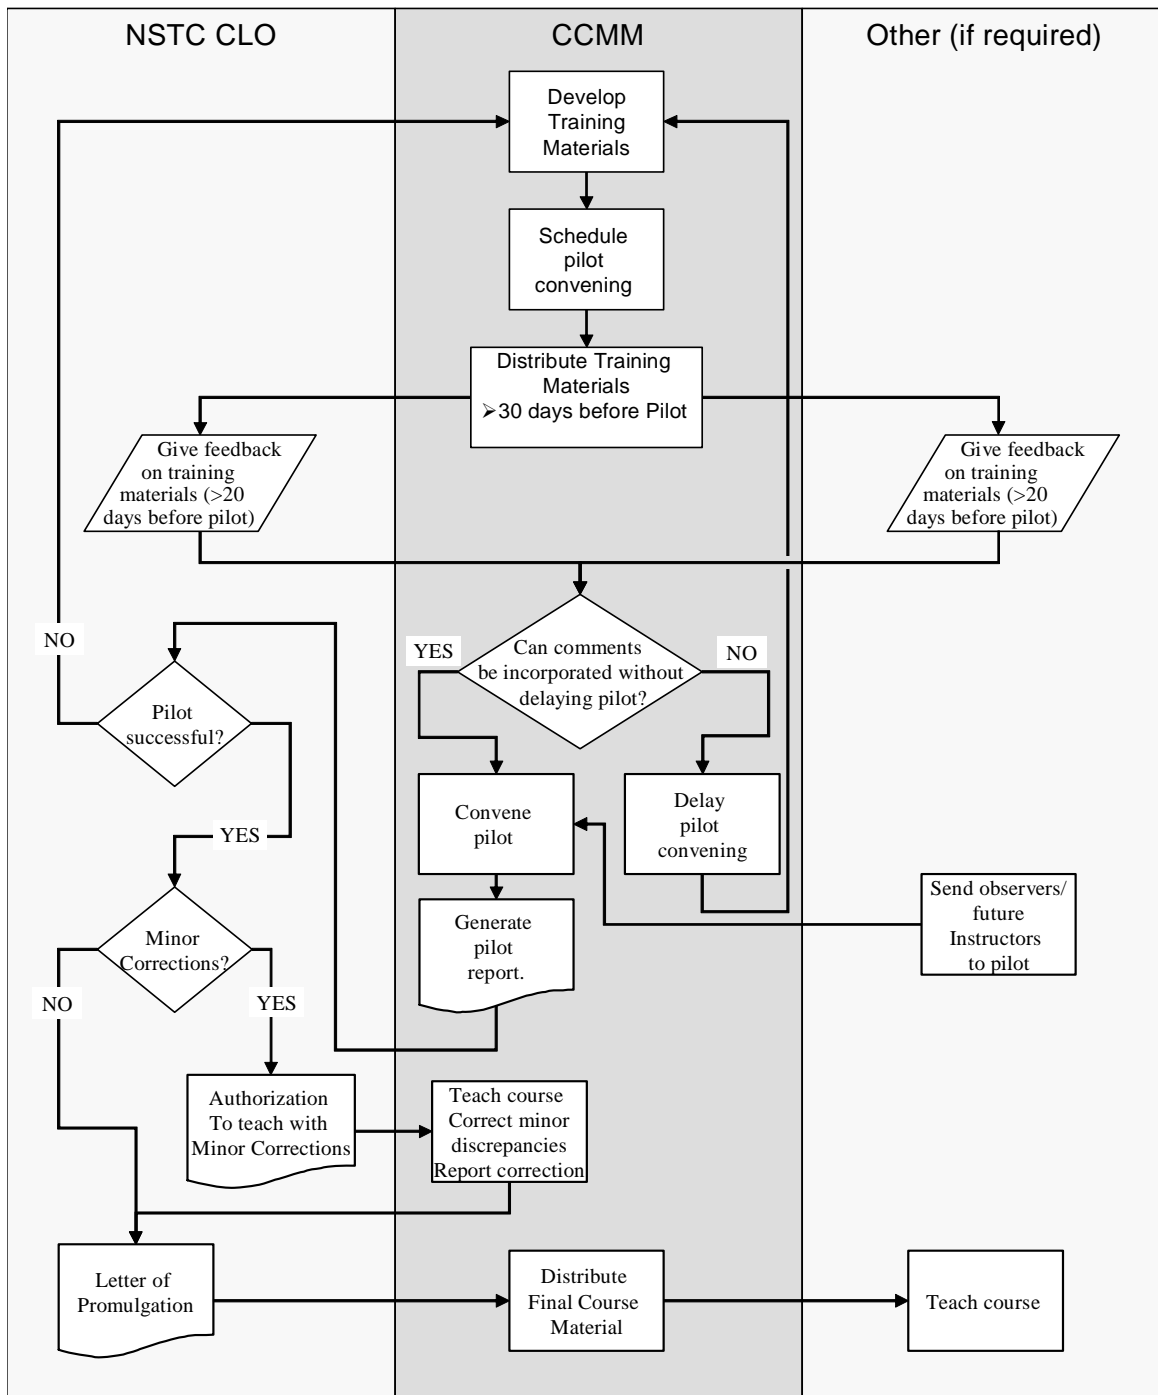 NSTC CLO
CCMM
Other (if required)
Develop
Training
Materials
Schedule
pilot
convening
Distribute Training
Materials
➢30 days before Pilot
Give feedback
on training
materials (>20
days before pilot)
Give feedback
on training
materials (>20
days before pilot)
NO
YES
Can comments
be incorporated without
delaying pilot?
NO
Pilot
successful?
Convene
pilot
Delay
pilot
convening
YES
Send observers/
future
Instructors
to pilot
Minor
Corrections?
Generate
pilot
report.
NO
YES
Authorization
To teach with
Minor Corrections
Teach course
Correct minor
discrepancies
Report correction
Letter of
Promulgation
Distribute
Final Course
Material
Teach course